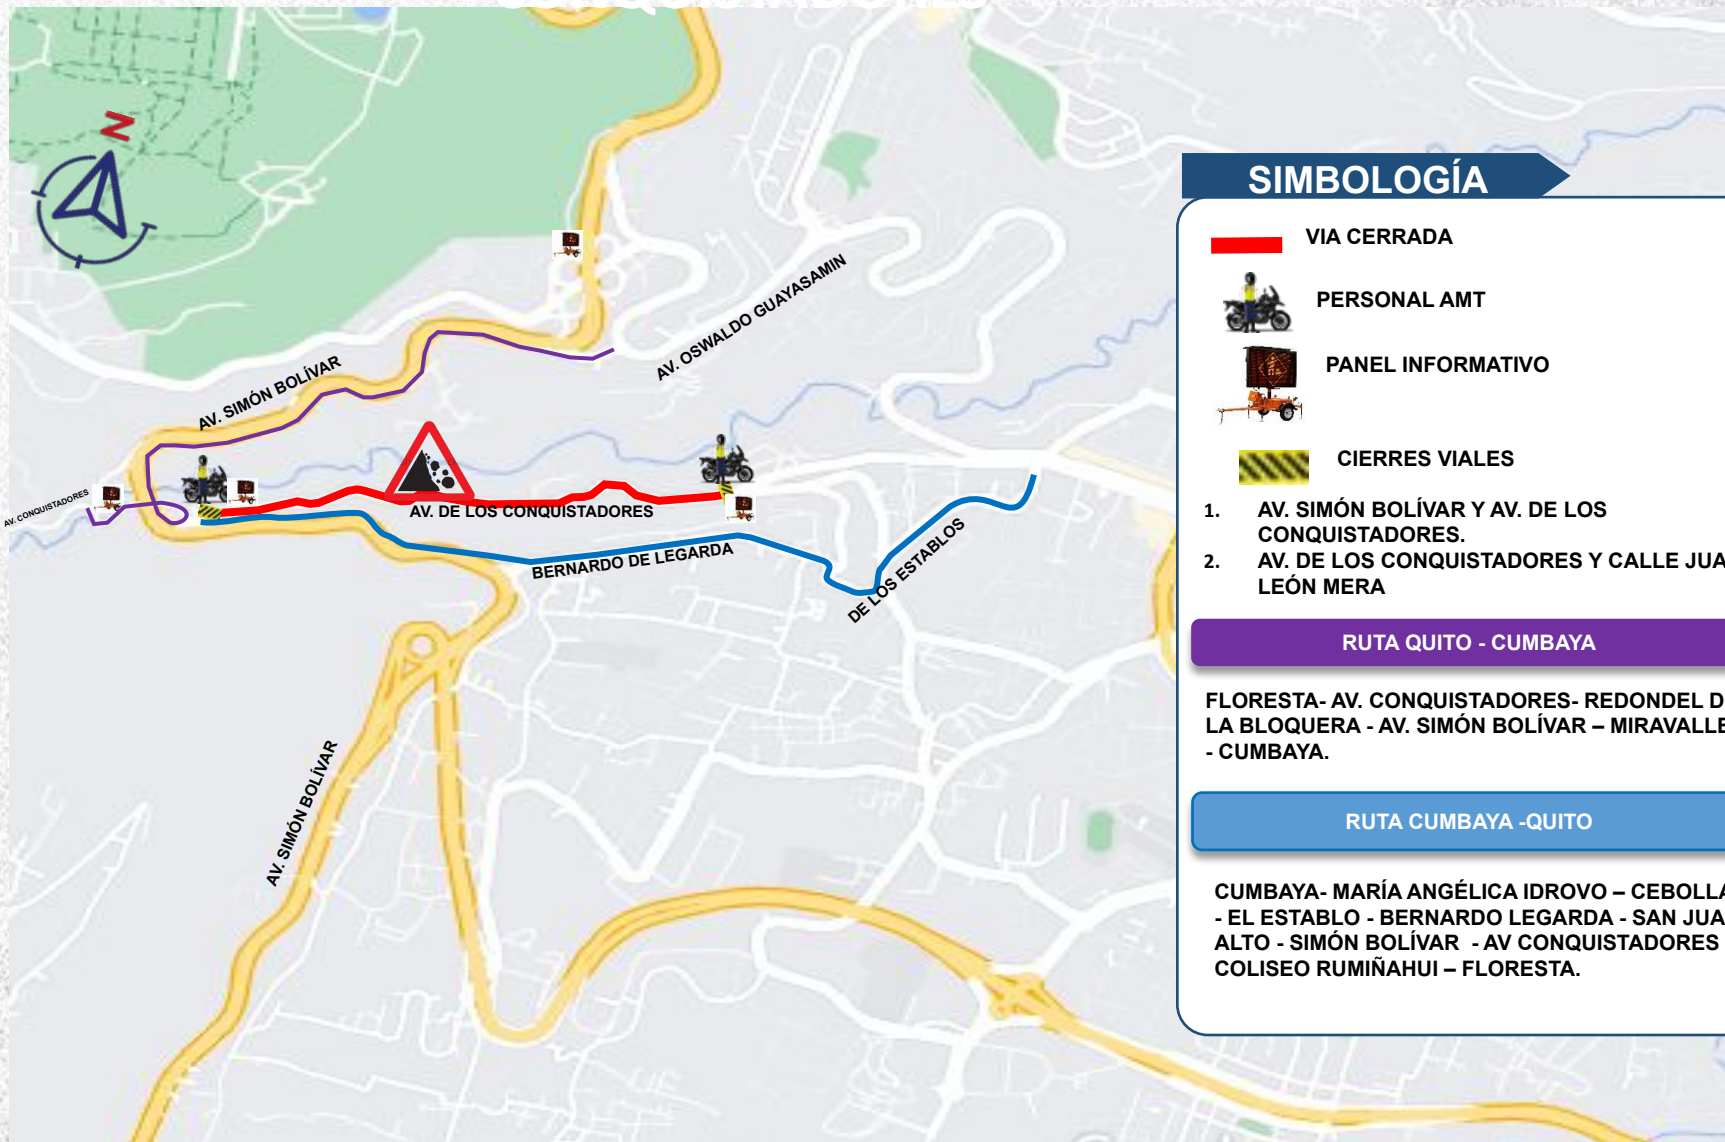 CONQUISTADORES
N
AV. OSWALDO GUAYASAMIN
AV. SIMÓN BOLÍVAR
AV. CONQUISTADORES
AV. DE LOS CONQUISTADORES
BERNARDO DE LEGARDA
DE LOS ESTABLOS
AV. SIMÓN BOLÍVAR
SIMBOLOGÍA
VIA CERRADA
PERSONAL AMT
PANEL INFORMATIVO
CIERRES VIALES
1. AV. SIMÓN BOLÍVAR Y AV. DE LOS
CONQUISTADORES.
2. AV. DE LOS CONQUISTADORES Y CALLE JUA
LEÓN MERA
RUTA QUITO - CUMBAYA
FLORESTA- AV. CONQUISTADORES- REDONDEL D
LA BLOQUERA - AV. SIMÓN BOLÍVAR – MIRAVALLE
- CUMBAYA.
RUTA CUMBAYA -QUITO
CUMBAYA- MARÍA ANGÉLICA IDROVO – CEBOLLA
- EL ESTABLO - BERNARDO LEGARDA - SAN JUA
ALTO - SIMÓN BOLÍVAR - AV CONQUISTADORES
COLISEO RUMIÑAHUI – FLORESTA.